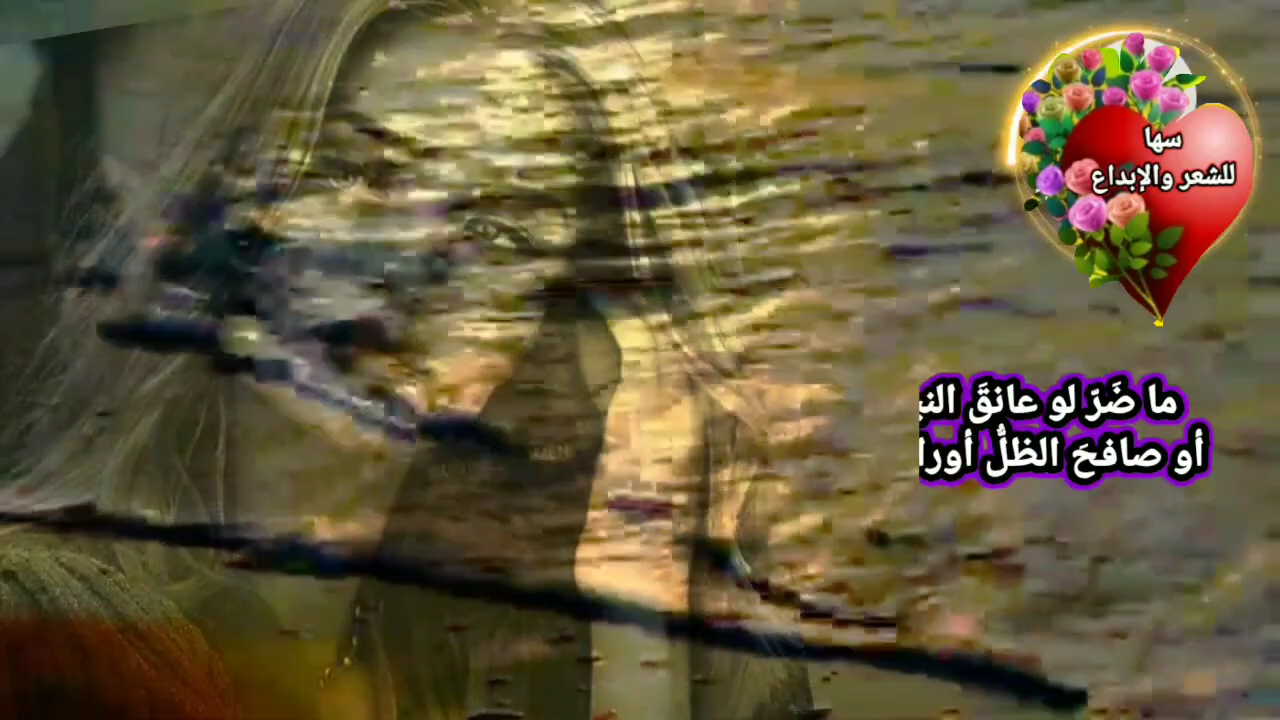 سها
للشعر والإبداع
ما ضَرّ لو عانقَ
أو صافحَ الظلُّ